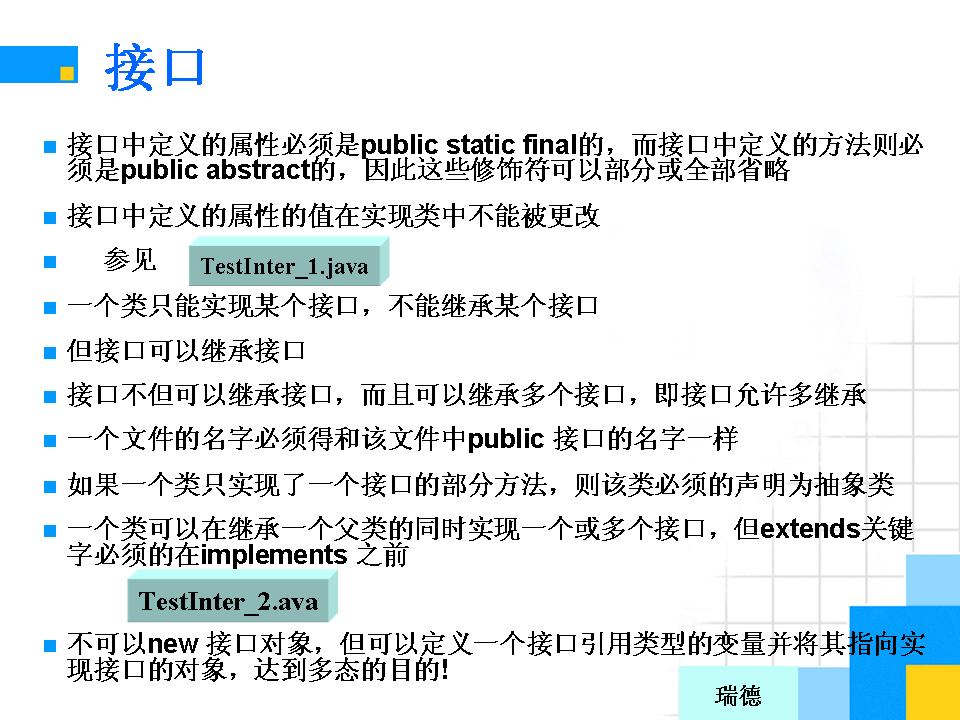 接口
接口中定义的属性必须是public static final的，而接口中定义的方法则必
须是public abstract的，因此这些修饰符可以部分或全部省略
接口中定义的属性的值在实现类中不能被更改
参见 TestInter_1.java
一个类只能实现某个接口，不能继承某个接口
但接口可以继承接口
接口不但可以继承接口，而且可以继承多个接口，即接口允许多继承
一个文件的名字必须得和该文件中public 接口的名字一样
如果一个类只实现了一个接口的部分方法，则该类必须的声明为抽象类
一个类可以在继承一个父类的同时实现一个或多个接口，但extends关键
字必须的在implements 之前
TestInter_2.ava
不可以new 接口对象，但可以定义一个接口引用类型的变量并将其指向实
现接口的对象，达到多态的目的!
瑞德